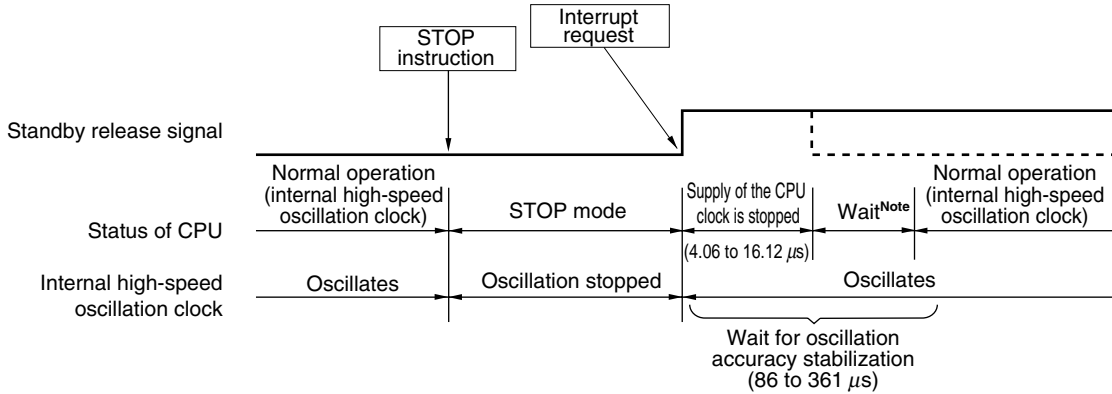 Interrupt
request
STOP
instruction
Standby release signal
Normal operation
(internal high-speed
oscillation clock)
STOP mode
Supply of the CPU
clock is stopped
(4.06 to 16.12 μs)
Wait Note
Normal operation
(internal high-speed
oscillation clock)
Status of CPU
Internal high-speed
oscillation clock
Oscillates
Oscillation stopped
Oscillates
Wait for oscillation
accuracy stabilization
(86 to 361 μs)